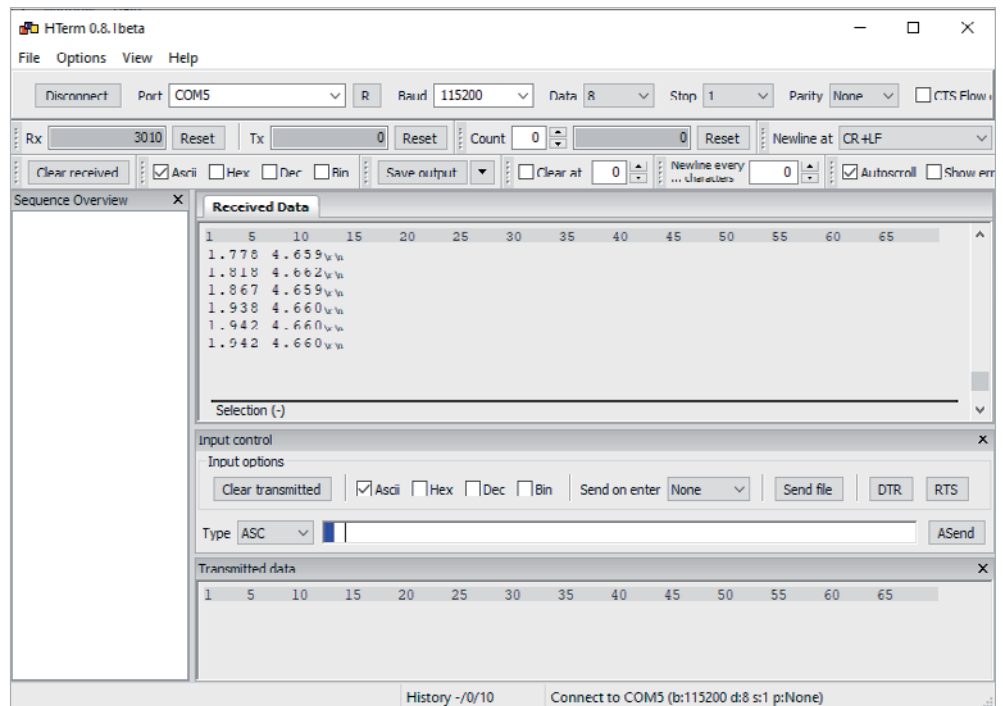 HTerm 0.8.1beta
File Options View Help
Disconnect Port COM5 R Baud 115200 Data 8 Stop 1 Parity None CTS Flow
Rx 3010 Reset Tx 0 Reset Count 0 0 Reset Newline at CR+LF
Clear received Ascii Hex Dec Bin Save output Clear at 0 Newline every
... characters 0 Autoscroll Show err
Sequence Overview X Received Data
1 5 10 15 20 25 30 35 40 45 50 55 60 65
1.778 4.659\r\n
1.818 4.662\r\n
1.867 4.659\r\n
1.938 4.660\r\n
1.942 4.660\r\n
1.942 4.660\r\n
Selection (-)
Input control
Input options
Clear transmitted Ascii Hex Dec Bin Send on enter None Send file DTR RTS
Type ASC ASend
Transmitted data
1 5 10 15 20 25 30 35 40 45 50 55 60 65
History -/0/10 Connect to COM5 (b:115200 d:8 s:1 p:None)